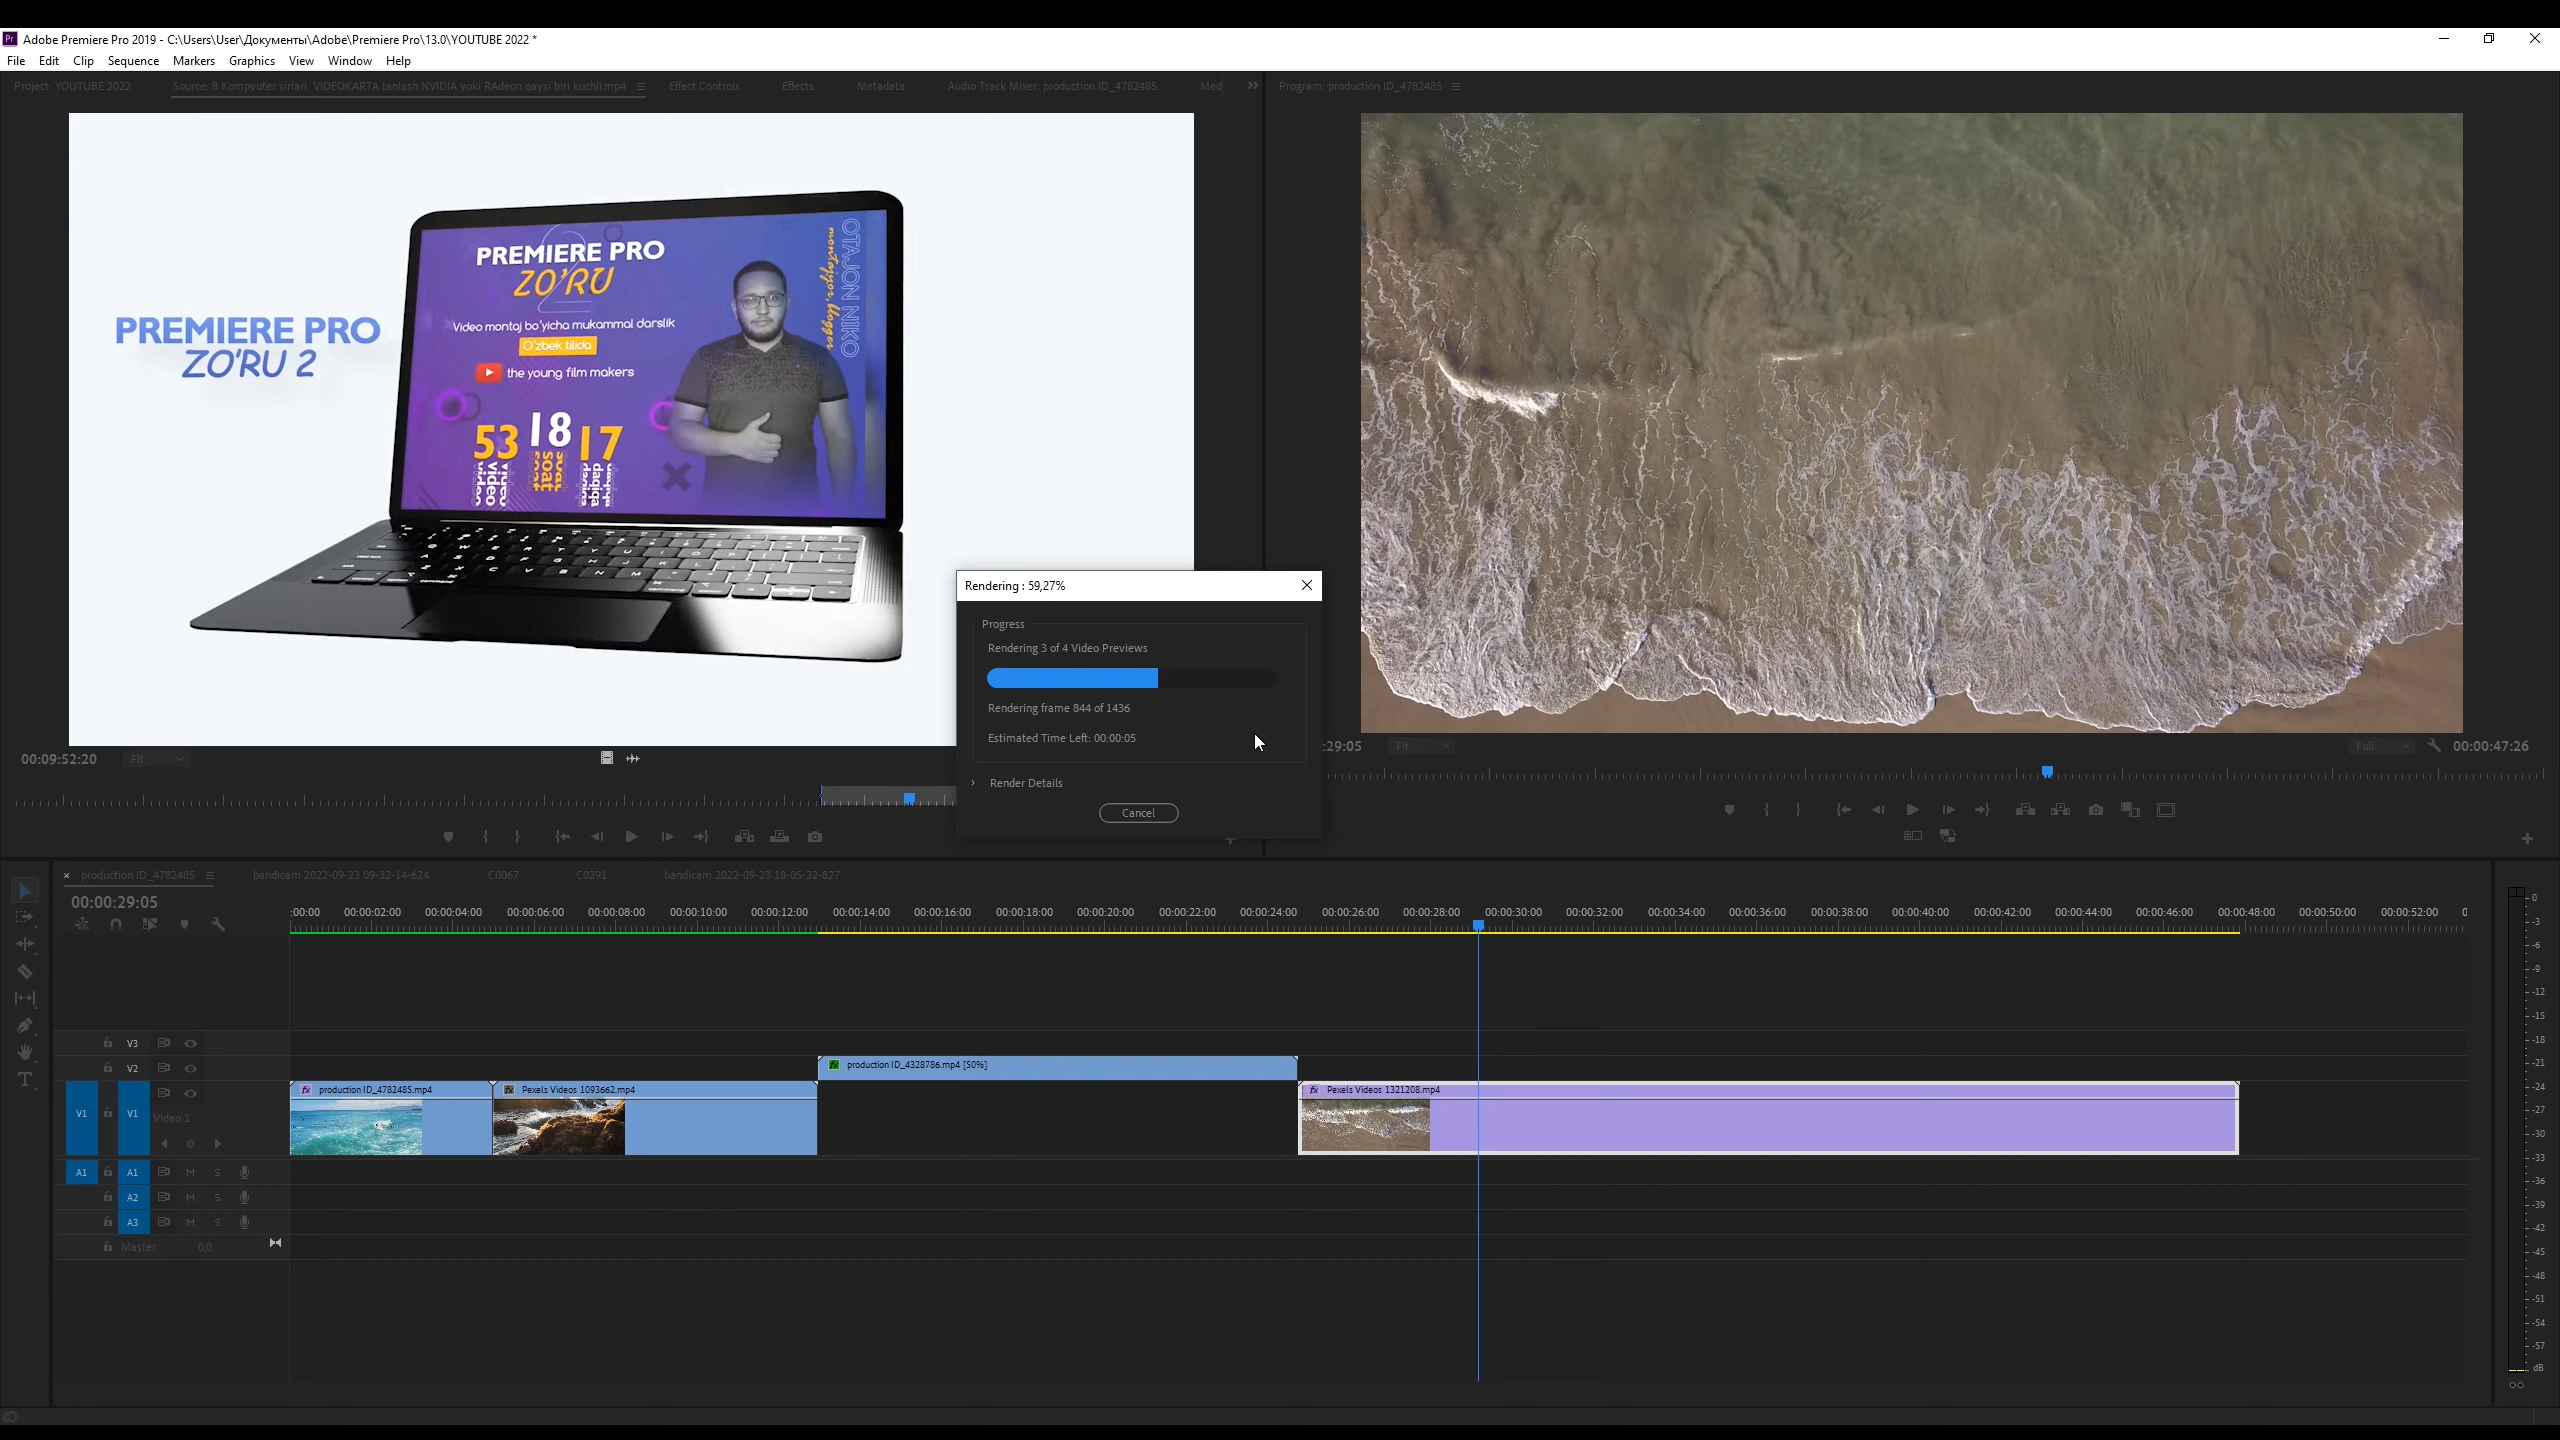 Adobe Premiere Pro 2019 - C:\Users\User\Документы\Adobe\Premiere Pro\13.0\YOUTUBE 2022 *
File Edit Clip Sequence Markers Graphics View Window Help
Project: YOUTUBE 2022
Source: 8 Kompyuter sirlari VIDEOKARTA tanlash NVIDIA yoki RAdeon qaysi biri kuchli.mp4
Effect Controls
Effects
Metadata
Audio Track Mixer: production ID_4782485
Med
Program: production ID_4782485
PREMIERE PRO
ZO'RU 2
PREMIERE PRO
2
ZO'RU
Video montaj bo'yicha mukammal darslik
O'zbek tilida
the young film makers
53 18 17
video soat daqiqa
OTAJON NIKO
montajyor, blogger
Rendering : 59,27%
Progress
Rendering 3 of 4 Video Previews
Rendering frame 844 of 1436
Estimated Time Left: 00:00:05
Render Details
Cancel
00:09:52:20
Fit
:29:05
Fit
Full
00:00:47:26
production ID_4782485
bandicam 2022-09-23 09-32-14-624
C0067
C0291
bandicam 2022-09-23 18-05-32-827
00:00:29:05
:00:00 00:00:02:00 00:00:04:00 00:00:06:00 00:00:08:00 00:00:10:00 00:00:12:00 00:00:14:00 00:00:16:00 00:00:18:00 00:00:20:00 00:00:22:00 00:00:24:00 00:00:26:00 00:00:28:00 00:00:30:00 00:00:32:00 00:00:34:00 00:00:36:00 00:00:38:00 00:00:40:00 00:00:42:00 00:00:44:00 00:00:46:00 00:00:48:00 00:00:50:00 00:00:52:00
V3
V2
production ID_4328786.mp4 [50%]
V1 V1
Video 1
fx production ID_4782485.mp4
fx Pexels Videos 1093662.mp4
fx Pexels Videos 1321208.mp4
A1 A1 M S
A2 M S
A3 M S
Master 0,0
0
-3
-6
-9
-12
-15
-18
-21
-24
-27
-30
-33
-36
-39
-42
-45
-48
-51
-54
-57
dB